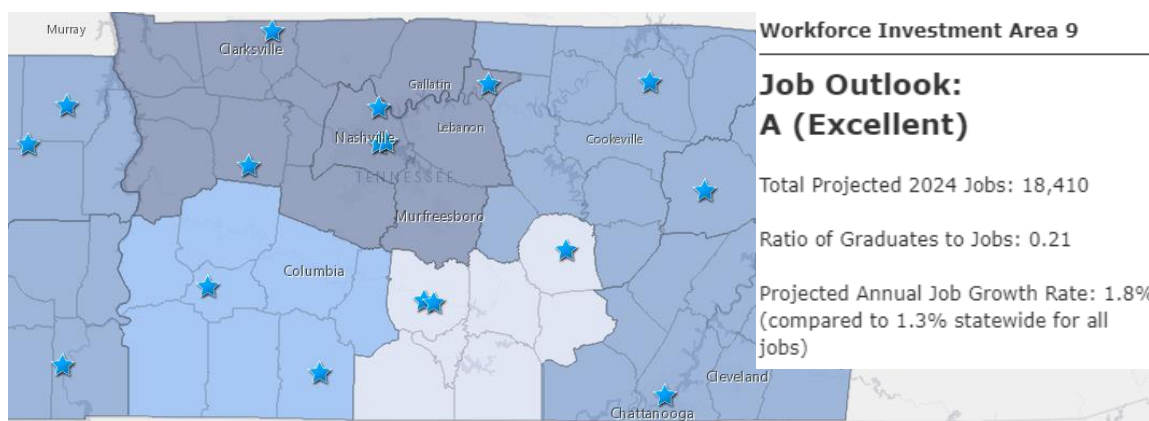 Murray
Clarksville
Gallatin
Nashville
Lebanon
Cookeville
TENNESSEE
Murfreesboro
Columbia
Cleveland
Chattanooga
Workforce Investment Area 9
Job Outlook:
A (Excellent)
Total Projected 2024 Jobs: 18,410
Ratio of Graduates to Jobs: 0.21
Projected Annual Job Growth Rate: 1.8%
(compared to 1.3% statewide for all
jobs)